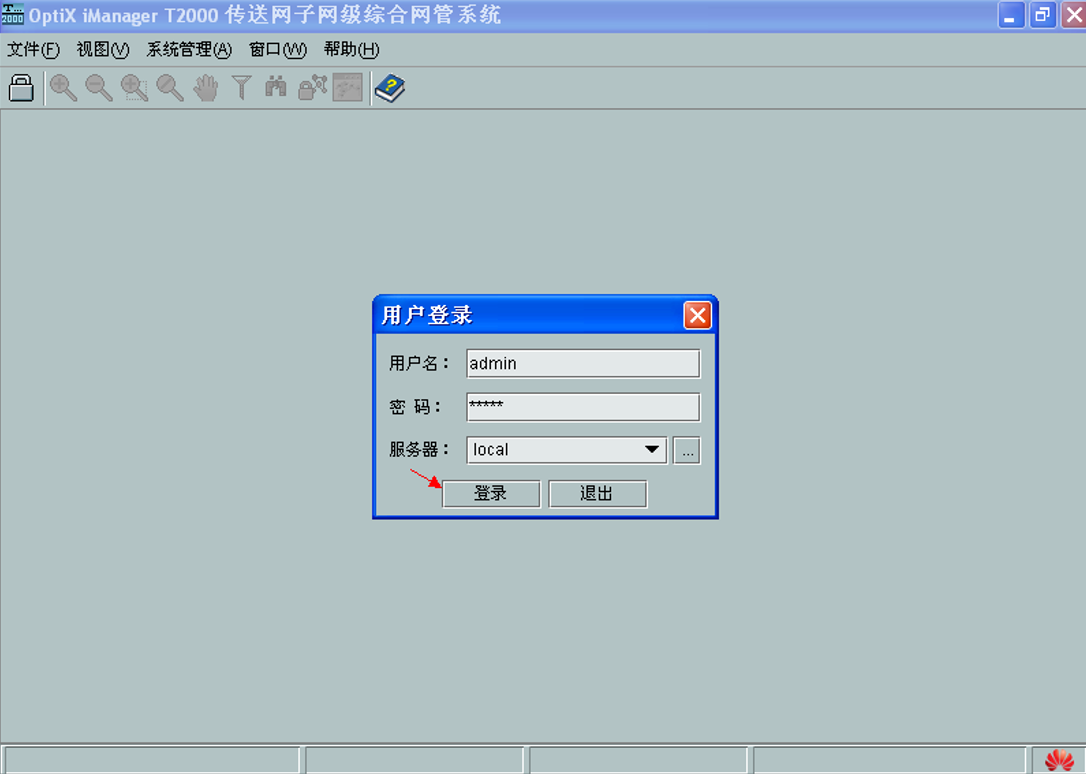 T...
2000
OptiX iManager T2000 传送网子网级综合网管系统
文件(F) 视图(V) 系统管理(A) 窗口(W) 帮助(H)
用户登录
用户名： admin
密 码： *****
服务器： local ...
登录 退出